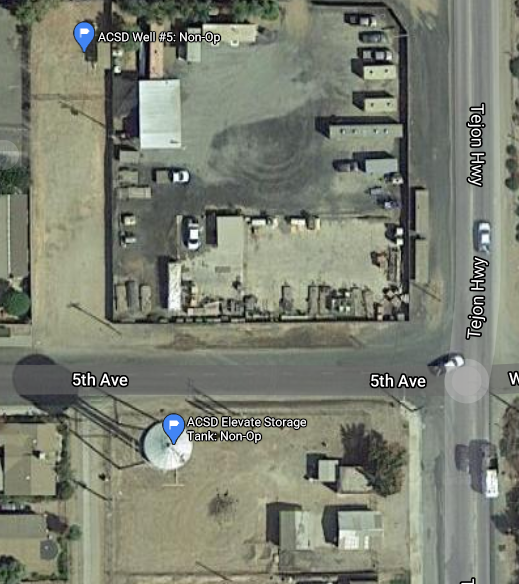 ACSD Well #5: Non-Op
Tejon Hwy
Tejon Hwy
5th Ave
5th Ave
W
ACSD Elevate Storage
Tank: Non-Op
T